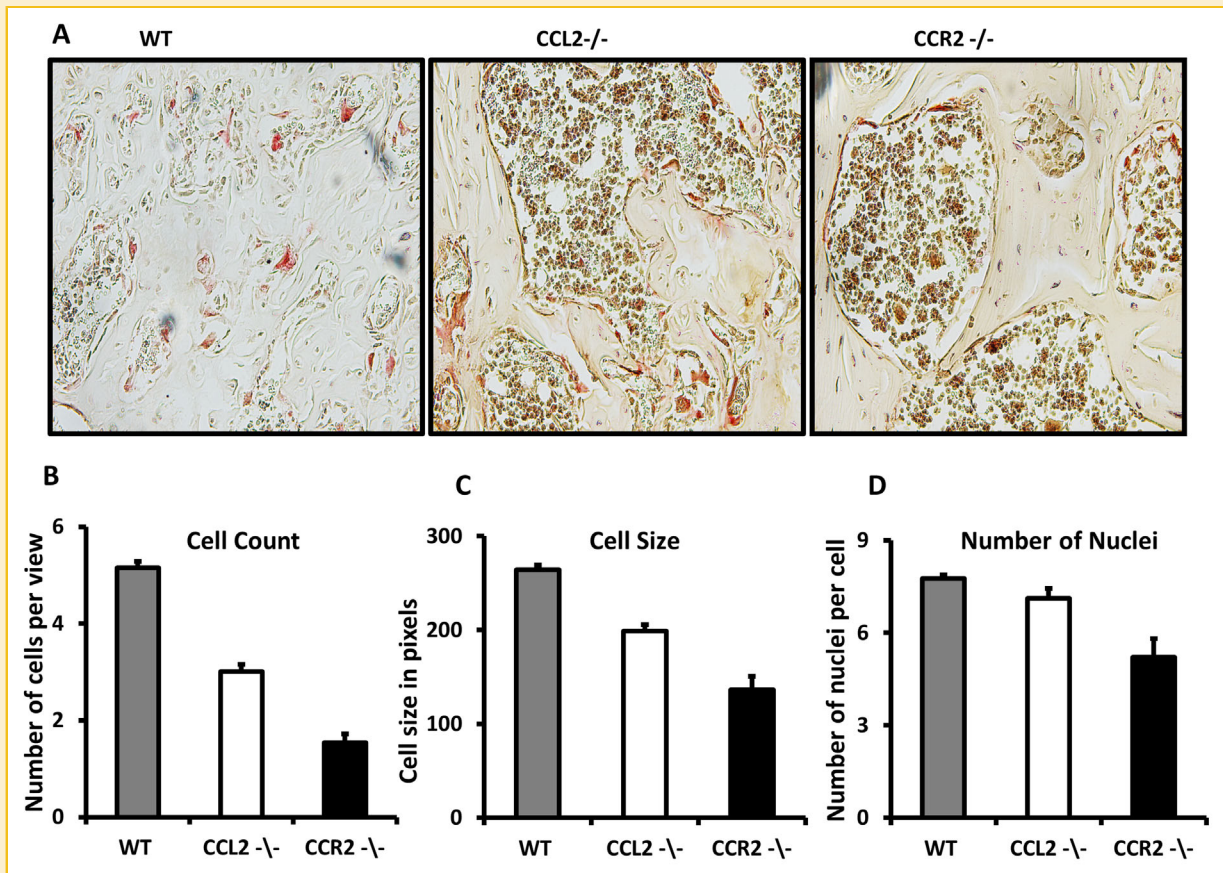 A
WT
CCL2-/-
CCR2 -/-
B
Cell Count
Number of cells per view
6
4
2
0
WT
CCL2 -\-
CCR2 -\-
C
Cell Size
Cell size in pixels
300
200
100
0
WT
CCL2 -\-
CCR2 -\-
D
Number of Nuclei
Number of nuclei per cell
9
6
3
0
WT
CCL2 -\-
CCR2 -\-